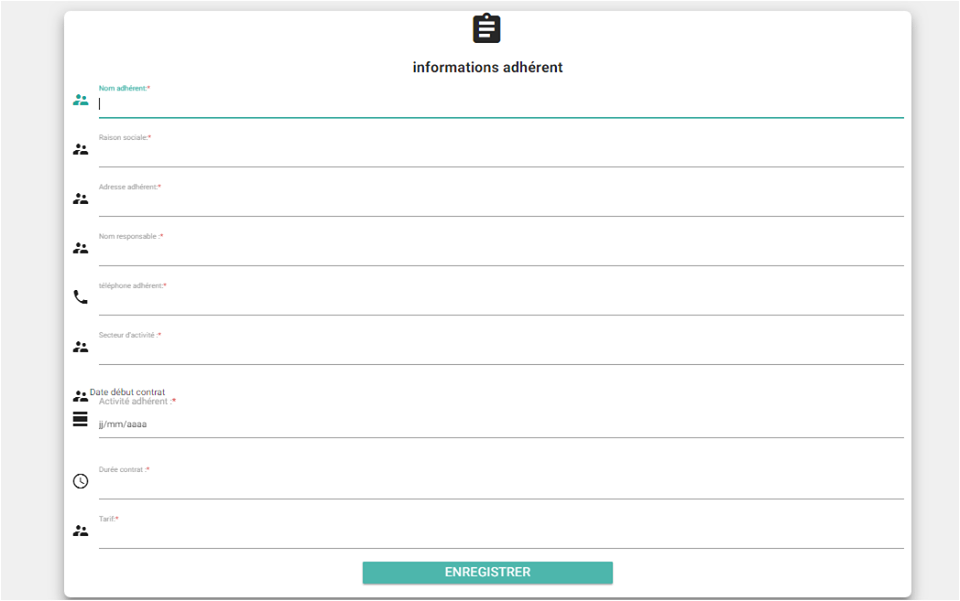 informations adhérent
Nom adhérent:*
Raison sociale:*
Adresse adhérent:*
Nom responsable :*
téléphone adhérent:*
Secteur d'activité :*
Date début contrat
Activité adhérent :*
jj/mm/aaaa
Durée contrat :*
Tarif:*
ENREGISTRER